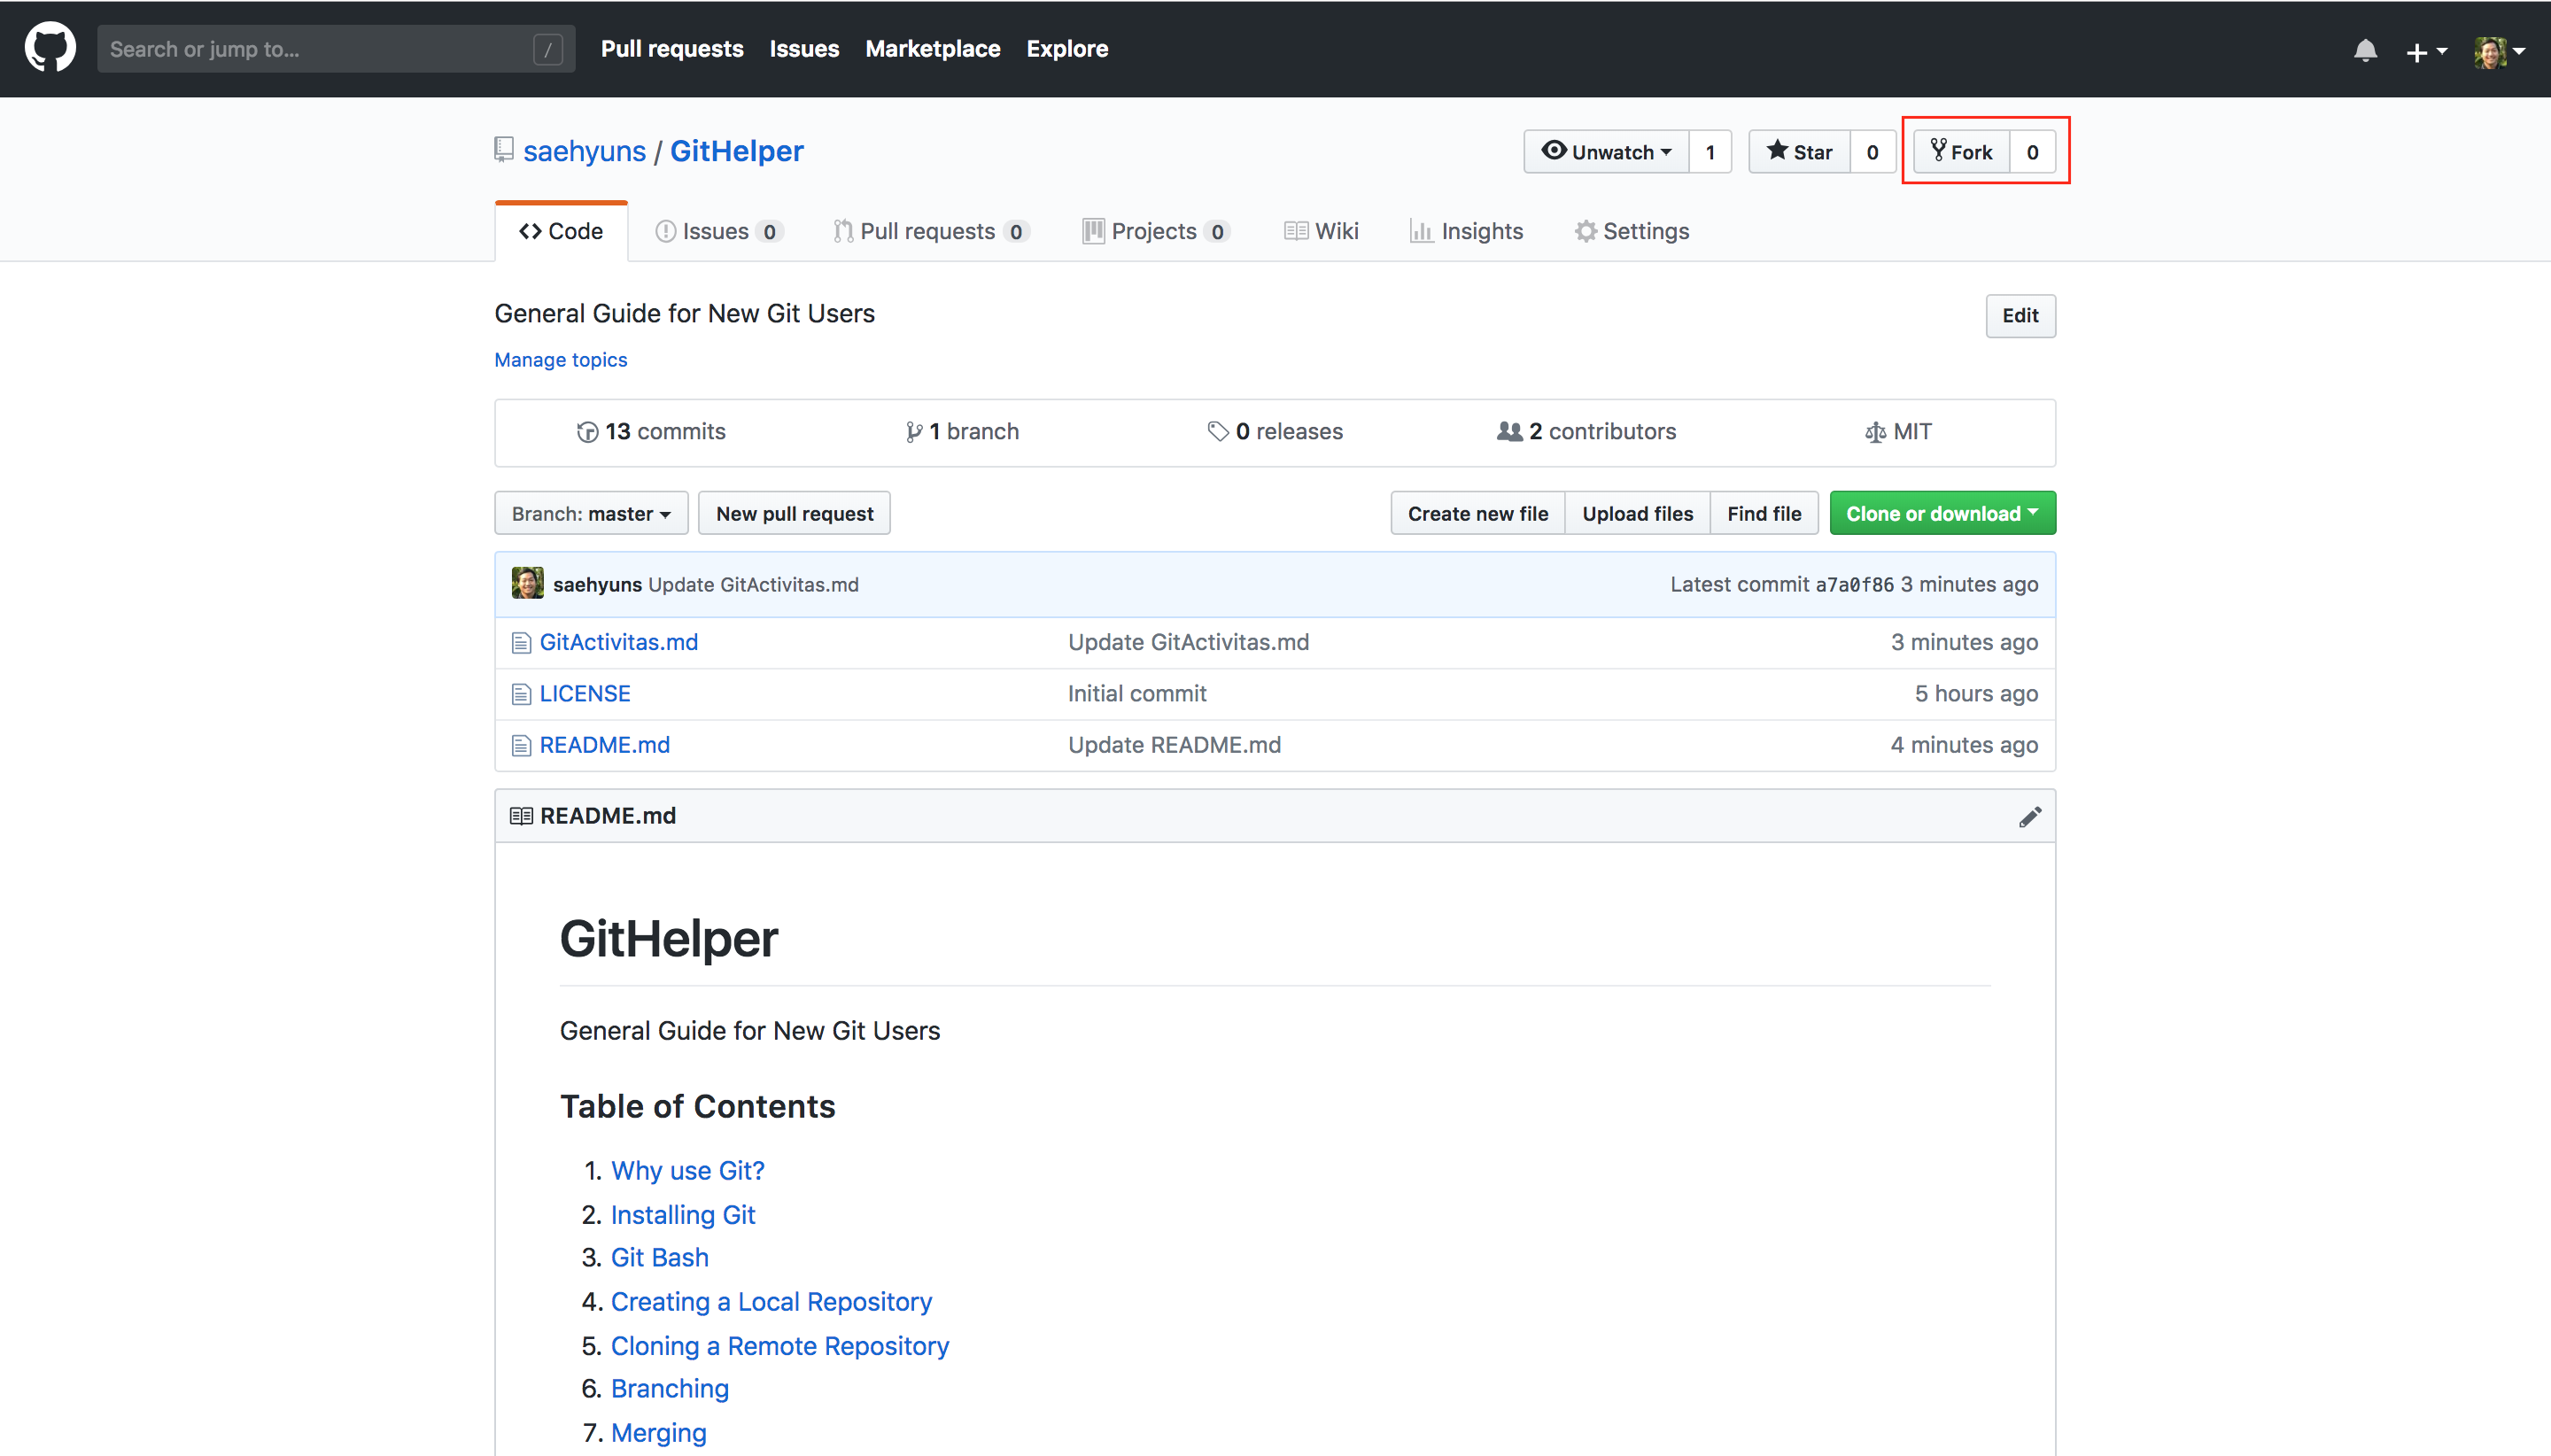 Search or jump to... / Pull requests Issues Marketplace Explore
saehyuns / GitHelper Unwatch 1 Star 0 Fork 0
Code Issues 0 Pull requests 0 Projects 0 Wiki Insights Settings
General Guide for New Git Users Edit
Manage topics
13 commits 1 branch 0 releases 2 contributors MIT
Branch: master New pull request Create new file Upload files Find file Clone or download
saehyuns Update GitActivitas.md Latest commit a7a0f86 3 minutes ago
GitActivitas.md Update GitActivitas.md 3 minutes ago
LICENSE Initial commit 5 hours ago
README.md Update README.md 4 minutes ago
README.md
GitHelper
General Guide for New Git Users
Table of Contents
1. Why use Git?
2. Installing Git
3. Git Bash
4. Creating a Local Repository
5. Cloning a Remote Repository
6. Branching
7. Merging